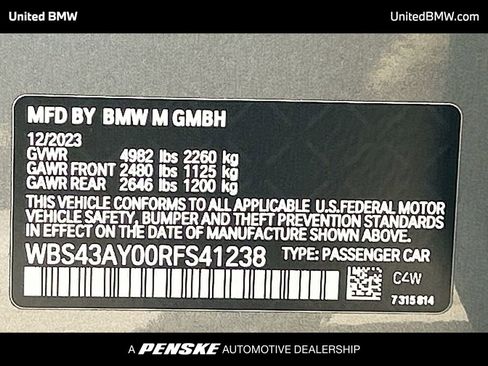 United BMW
UnitedBMW.com
MFD BY BMW M GMBH
12/2023
GVWR 4982 lbs 2260 kg
GAWR FRONT 2480 lbs 1125 kg
GAWR REAR 2646 lbs 1200 kg
THIS VEHICLE CONFORMS TO ALL APPLICABLE U.S.FEDERAL MOTOR
VEHICLE SAFETY, BUMPER AND THEFT PREVENTION STANDARDS
IN EFFECT ON THE DATE OF MANUFACTURE SHOWN ABOVE.
WBS43AY00RFS41238 TYPE: PASSENGER CAR
C4W
7 315 814
A PENSKE AUTOMOTIVE DEALERSHIP